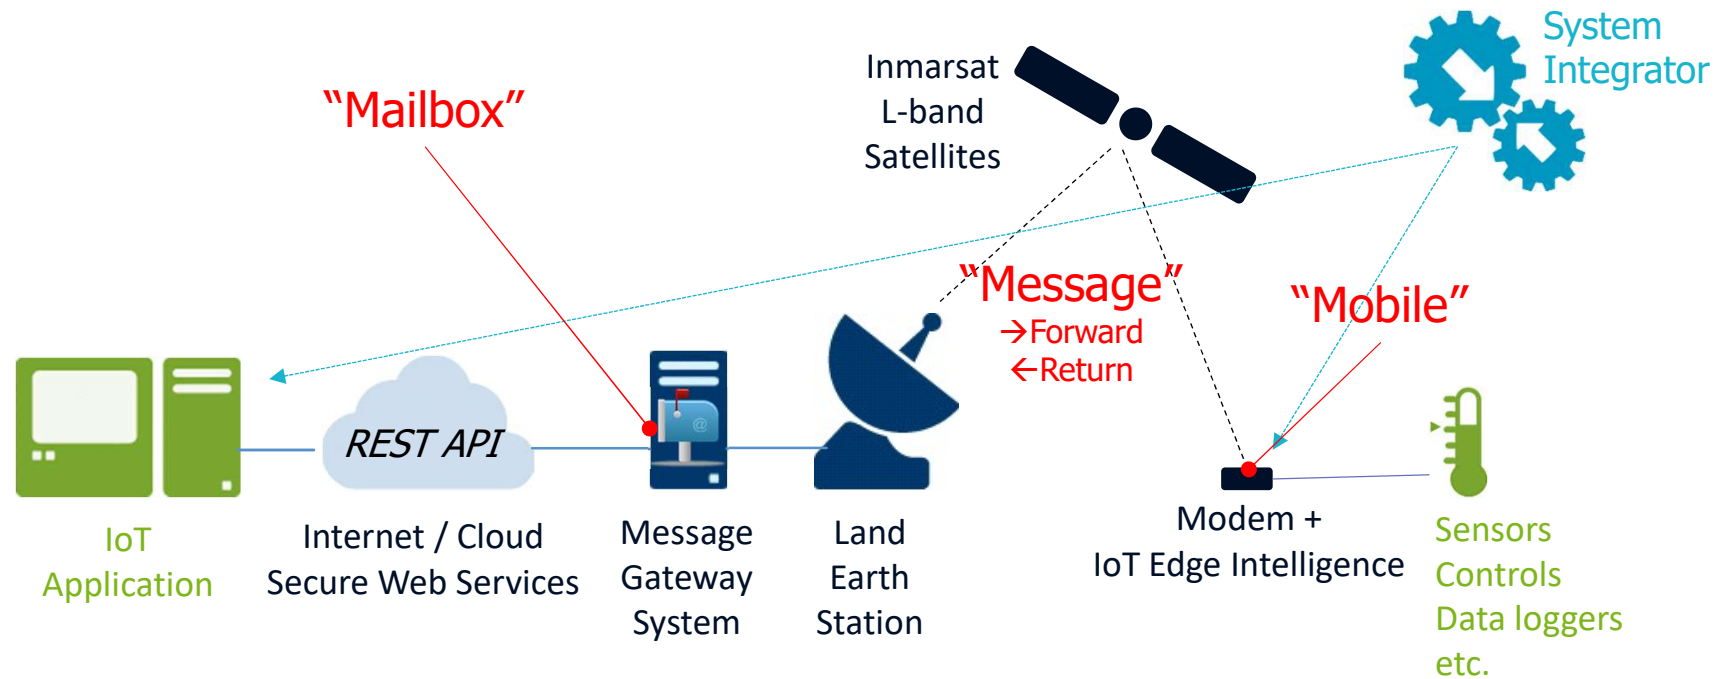 System
Integrator
Inmarsat
L-band
Satellites
“Mailbox”
“Message”
→Forward
←Return
“Mobile”
REST API
@
IoT
Application
Internet / Cloud
Secure Web Services
Message
Gateway
System
Land
Earth
Station
Modem +
IoT Edge Intelligence
Sensors
Controls
Data loggers
etc.